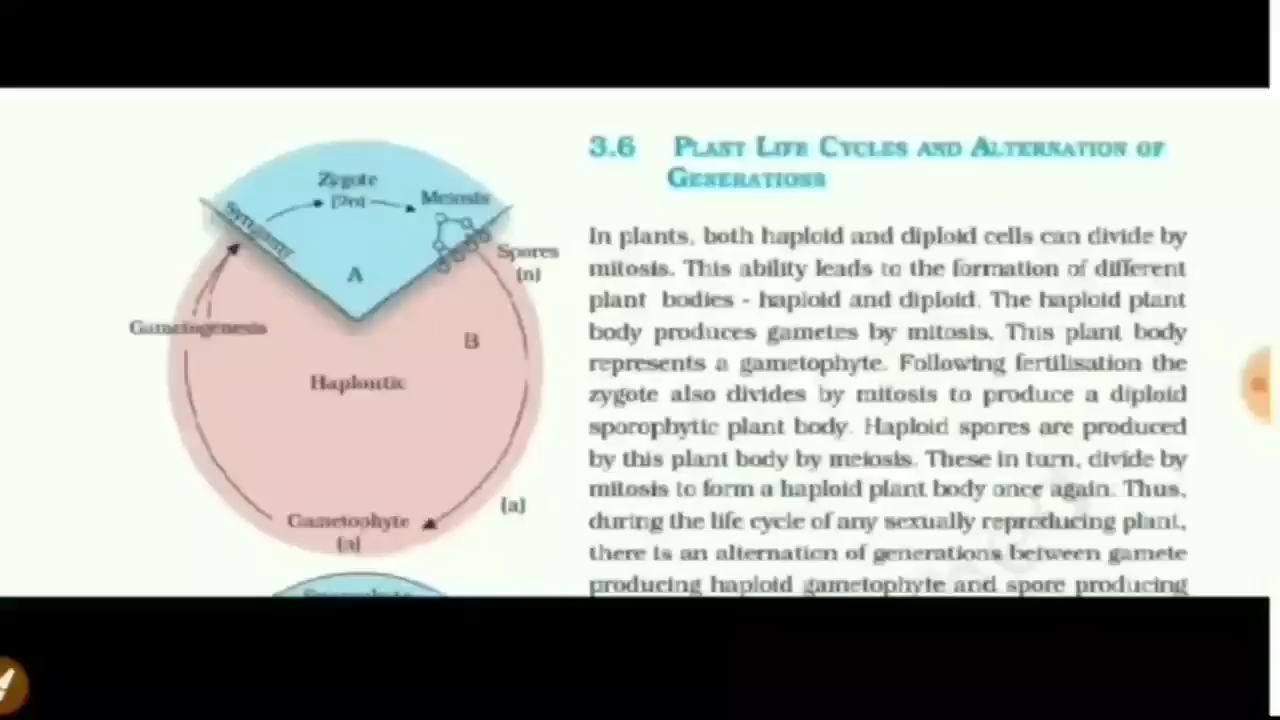 3.6 PLANT LIFE CYCLES AND ALTERNATION OF
GENERATIONS
In plants, both haploid and diploid cells can divide by
mitosis. This ability leads to the formation of different
plant bodies - haploid and diploid. The haploid plant
body produces gametes by mitosis. This plant body
represents a gametophyte. Following fertilisation the
zygote also divides by mitosis to produce a diploid
sporophytic plant body. Haploid spores are produced
by this plant body by meiosis. These in turn, divide by
mitosis to form a haploid plant body once again. Thus,
during the life cycle of any sexually reproducing plant,
there is an alternation of generations between gamete
producing haploid gametophyte and spore producing
Zygote
(2n)
Meiosis
Syngamy
Spores
(n)
A
Gametogenesis
B
Haplontic
Gametophyte
(a)
Sporophyte